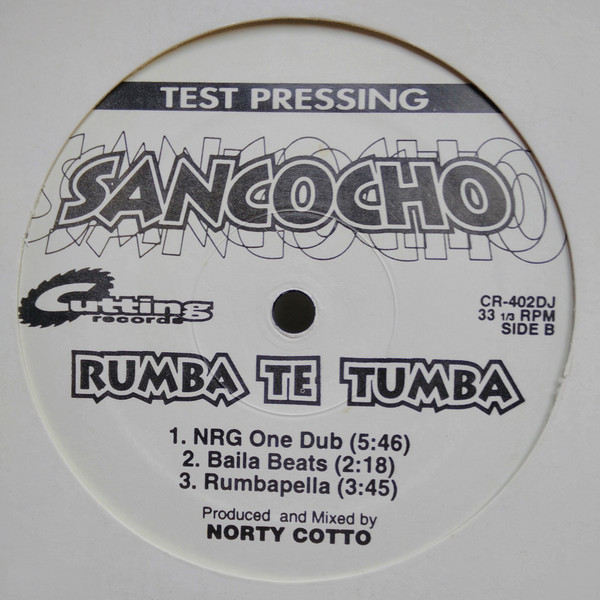 TEST PRESSING
SANCOCHO
Cutting
records
CR-402DJ
33 1/3 RPM
SIDE B
RUMBA TE TUMBA
1. NRG One Dub (5:46)
2. Baila Beats (2:18)
3. Rumbapella (3:45)
Produced and Mixed by
NORTY COTTO